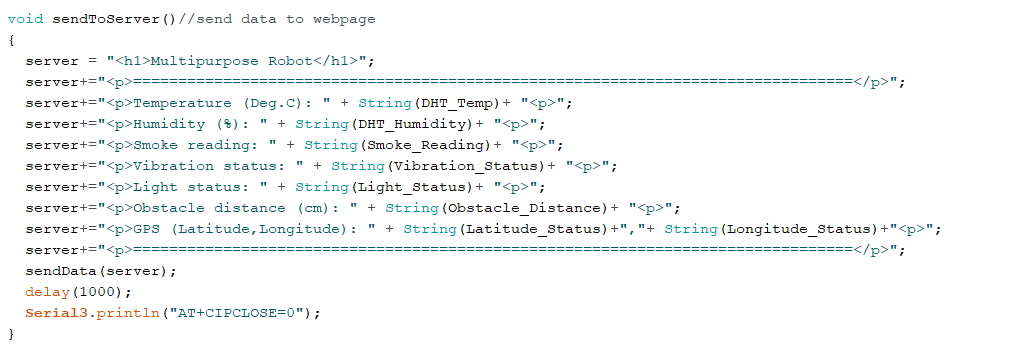 void sendToServer()//send data to webpage
{
  server = "<h1>Multipurpose Robot</h1>";
  server+="<p>================================================================================</p>";
  server+="<p>Temperature (Deg.C): " + String(DHT_Temp)+ "<p>";
  server+="<p>Humidity (%): " + String(DHT_Humidity)+ "<p>";
  server+="<p>Smoke reading: " + String(Smoke_Reading)+ "<p>";
  server+="<p>Vibration status: " + String(Vibration_Status)+ "<p>";
  server+="<p>Light status: " + String(Light_Status)+ "<p>";
  server+="<p>Obstacle distance (cm): " + String(Obstacle_Distance)+ "<p>";
  server+="<p>GPS (Latitude,Longitude): " + String(Latitude_Status)+","+ String(Longitude_Status)+"<p>";
  server+="<p>================================================================================</p>";
  sendData(server);
  delay(1000);
  Serial3.println("AT+CIPCLOSE=0");
}